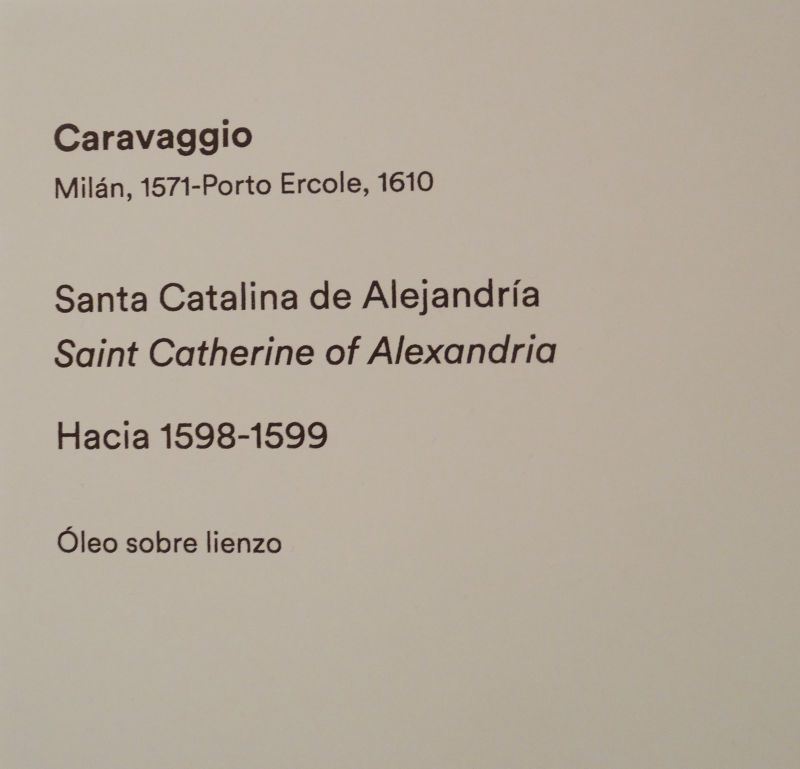 Caravaggio
Milán, 1571-Porto Ercole, 1610
Santa Catalina de Alejandría
Saint Catherine of Alexandria
Hacia 1598-1599
Óleo sobre lienzo